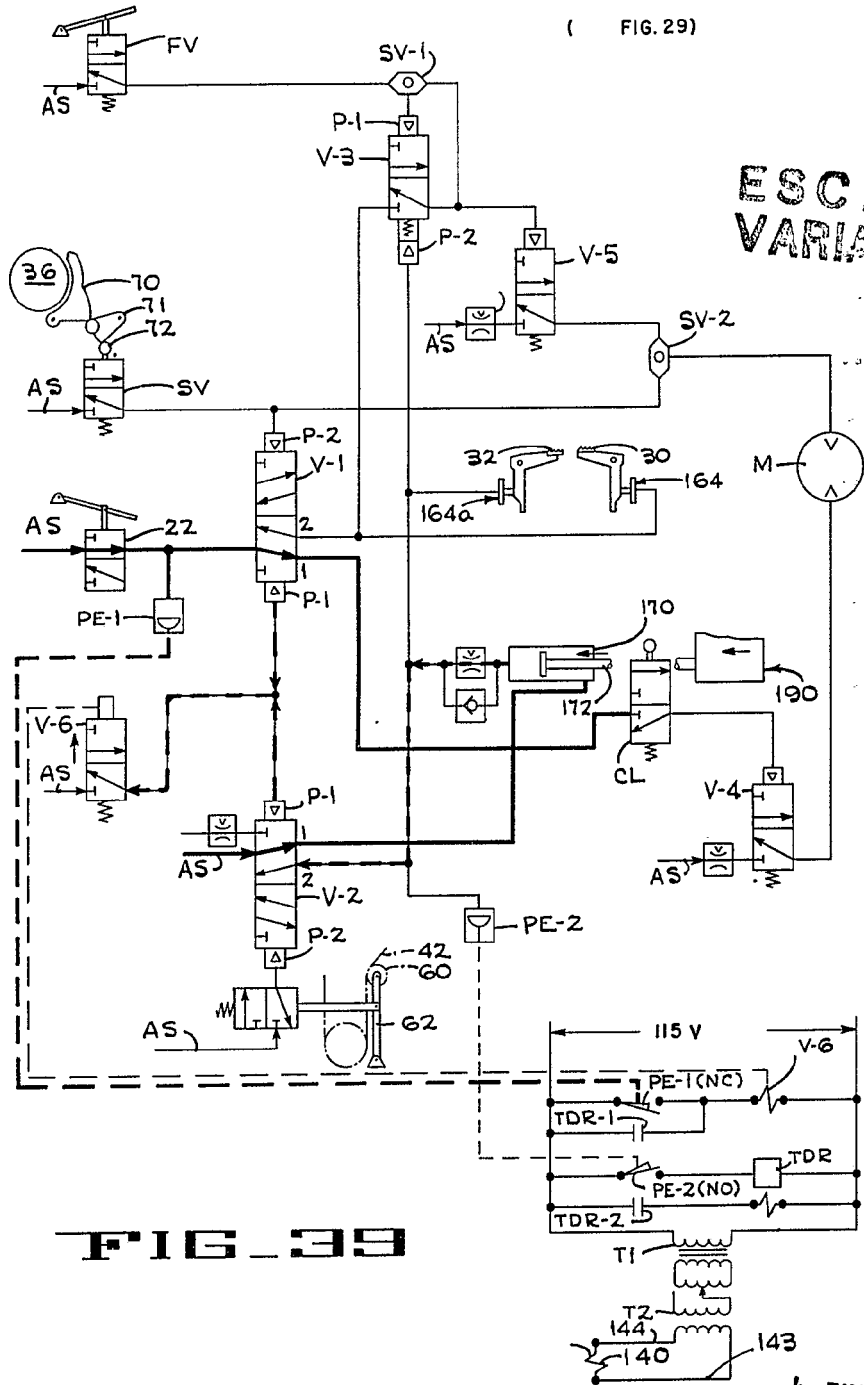 ( FIG. 29)
FV
SV-1
AS
P-1
V-3
ESC
VARIA
P-2
V-5
36
70
71
72
AS
SV-2
AS
SV
P-2
V-1
32
30
M
AS
22
2
164a
164
1
PE-1
P-1
170
172
190
V-6
AS
CL
P-1
V-4
1
AS
2
AS
V-2
PE-2
P-2
42
60
AS
62
115 V
V-6
PE-1(NC)
TDR-1
TDR
PE-2(NO)
TDR-2
T1
FIG_39
T2
144
140
143